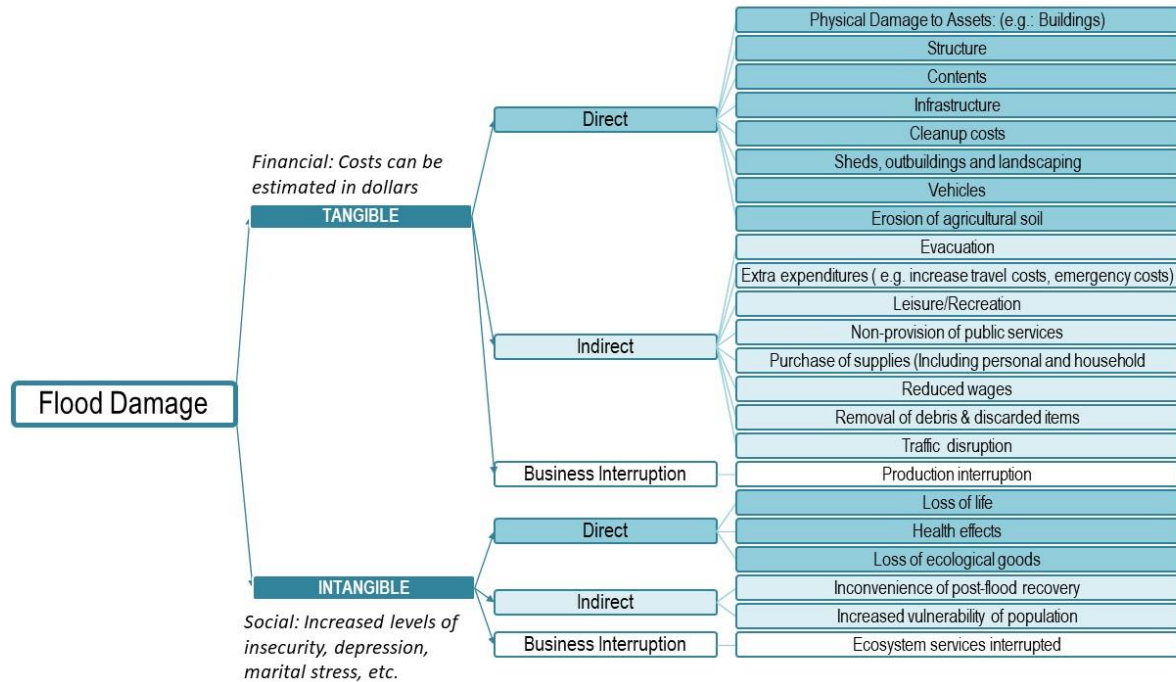 Flood Damage
Financial: Costs can be
estimated in dollars
TANGIBLE
Direct
Physical Damage to Assets: (e.g.: Buildings)
Structure
Contents
Infrastructure
Cleanup costs
Sheds, outbuildings and landscaping
Vehicles
Erosion of agricultural soil
Indirect
Evacuation
Extra expenditures ( e.g. increase travel costs, emergency costs)
Leisure/Recreation
Non-provision of public services
Purchase of supplies (Including personal and household
Reduced wages
Removal of debris & discarded items
Traffic disruption
Business Interruption
Production interruption
INTANGIBLE
Social: Increased levels of
insecurity, depression,
marital stress, etc.
Direct
Loss of life
Health effects
Loss of ecological goods
Indirect
Inconvenience of post-flood recovery
Increased vulnerability of population
Business Interruption
Ecosystem services interrupted